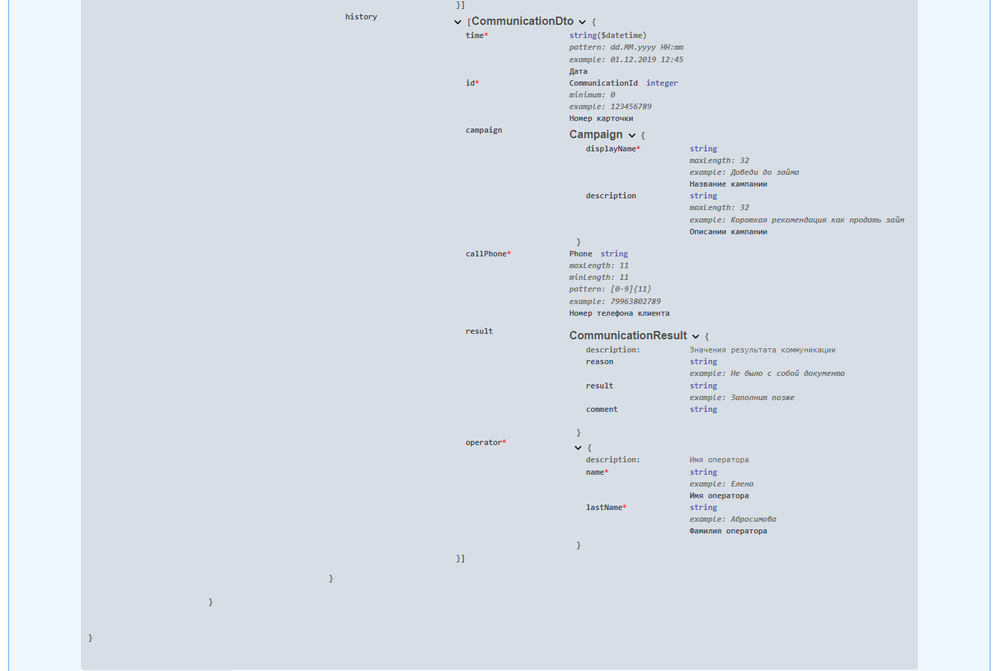 }]
history
[CommunicationDto {
time* string($datetime)
pattern: dd.MM.yyyy HH:mm
example: 01.12.2019 12:45
Дата
id* CommunicationId integer
minimum: 0
example: 123456789
Номер карточки
campaign Campaign {
displayName* string
maxLength: 32
example: Доведи до займа
Название кампании
description string
maxLength: 32
example: Короткая рекомендация как продать займ
Описании кампании
}
callPhone* Phone string
maxLength: 11
minLength: 11
pattern: [0-9]{11}
example: 79963802789
Номер телефона клиента
result CommunicationResult {
description: Значения результата коммуникации
reason string
example: Не было с собой документа
result string
example: Заполнит позже
comment string
}
operator* {
description: Имя оператора
name* string
example: Елена
Имя оператора
lastName* string
example: Абросимова
Фамилия оператора
}
}]
}
}
}